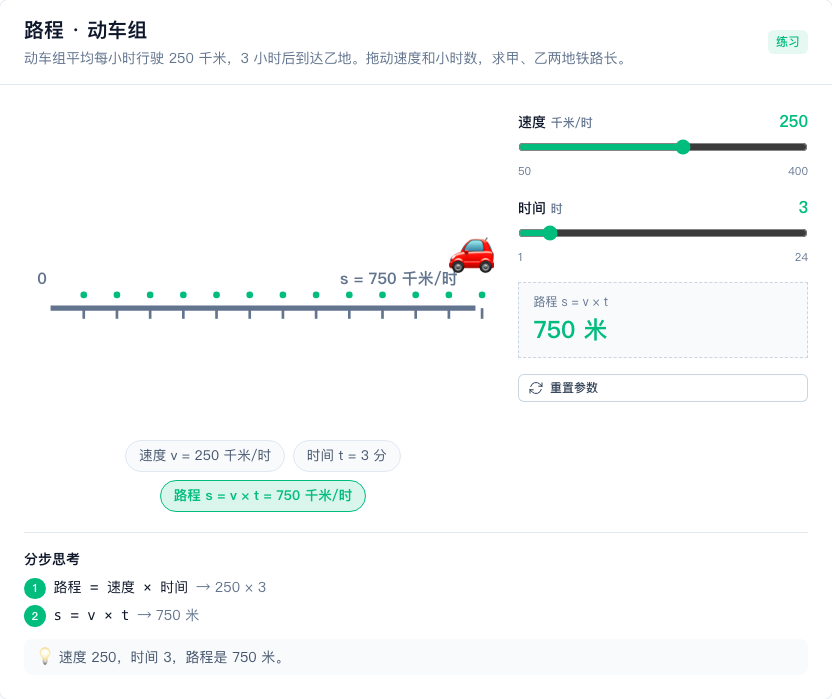 路程 · 动车组
动车组平均每小时行驶 250 千米，3 小时后到达乙地。拖动速度和小时数，求甲、乙两地铁路长。
练习
速度 千米/时 250
50 400
时间 时 3
1 24
路程 s = v × t
750 米
重置参数
0
s = 750 千米/时
速度 v = 250 千米/时
时间 t = 3 分
路程 s = v × t = 750 千米/时
分步思考
1 路程 = 速度 × 时间 → 250 × 3
2 s = v × t → 750 米
速度 250，时间 3，路程是 750 米。